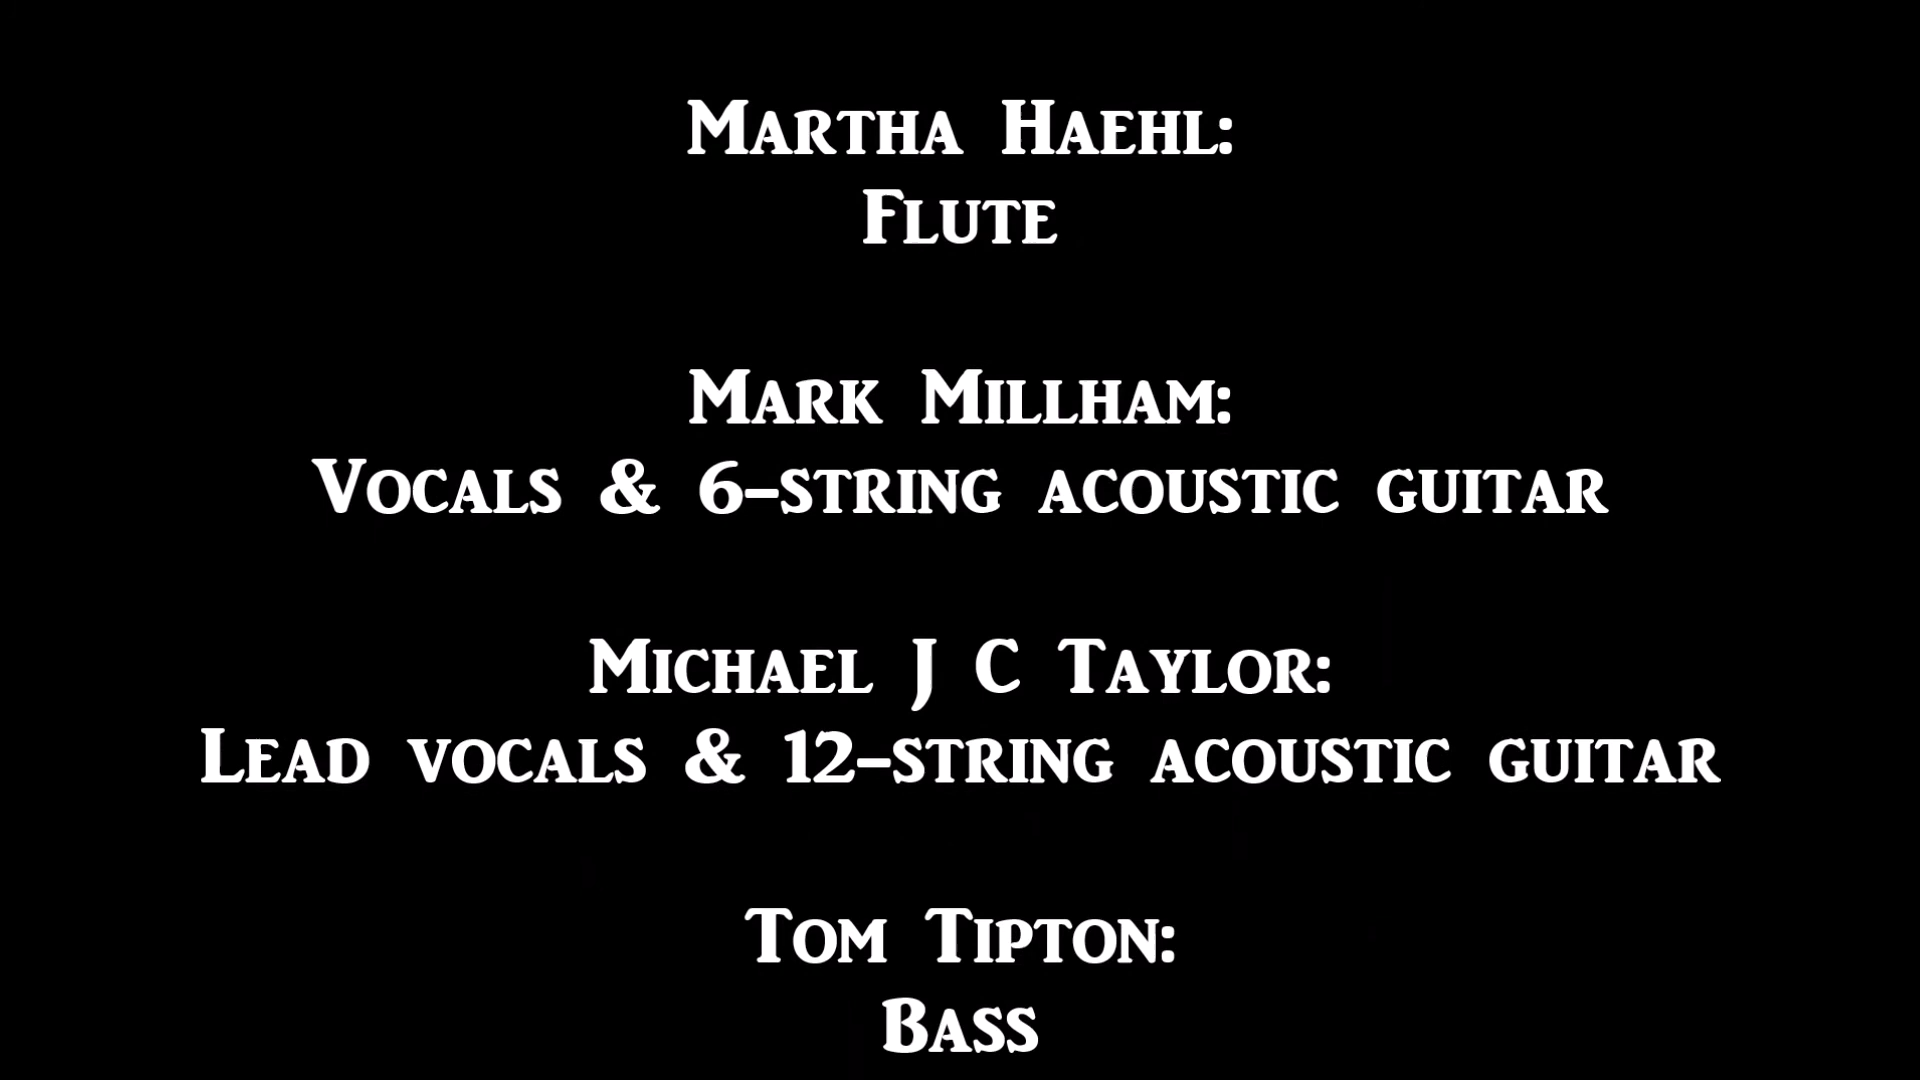 Martha Haehl:
Flute
Mark Millham:
Vocals & 6-string acoustic guitar
Michael J C Taylor:
Lead vocals & 12-string acoustic guitar
Tom Tipton:
Bass